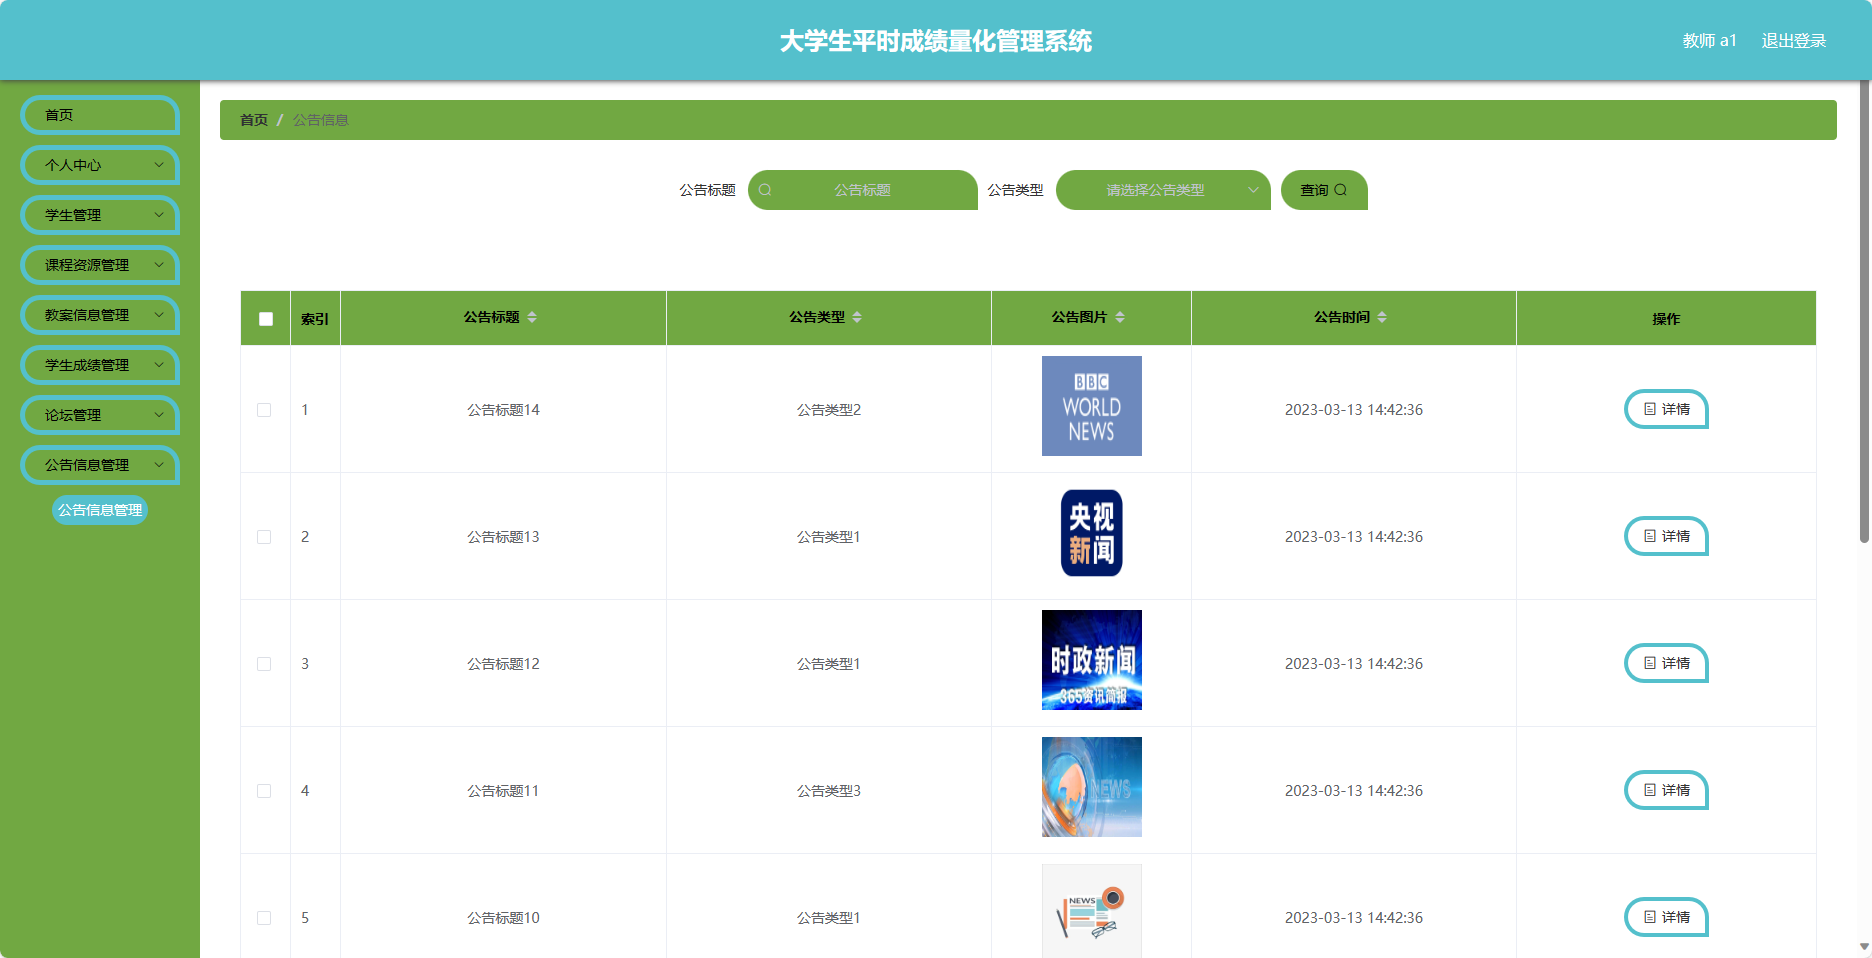 大学生平时成绩量化管理系统
教师 a1 退出登录
首页
个人中心
学生管理
课程资源管理
教案信息管理
学生成绩管理
论坛管理
公告信息管理
公告信息管理
首页 / 公告信息
公告标题 公告标题 公告类型 请选择公告类型 查询
索引 公告标题 公告类型 公告图片 公告时间 操作
1 公告标题14 公告类型2 2023-03-13 14:42:36 详情
BBC
WORLD
NEWS
2 公告标题13 公告类型1 2023-03-13 14:42:36 详情
央视
新闻
3 公告标题12 公告类型1 2023-03-13 14:42:36 详情
时政新闻
365资讯简报
4 公告标题11 公告类型3 2023-03-13 14:42:36 详情
NEWS
5 公告标题10 公告类型1 2023-03-13 14:42:36 详情
NEWS